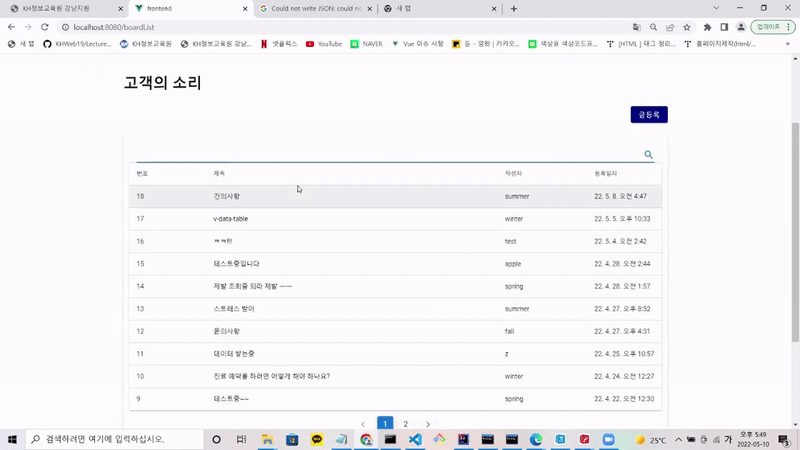 KH정보교육원 강남지원
frontend
Could not write JSON: could no
새 탭
localhost:8080/boardList
업데이트
새 탭
KHWeb19/Lecture...
KH정보교육원
KH정보교육원 강남...
넷플릭스
YouTube
NAVER
Vue 이슈 사항
둥 - 영화 | 카카오...
색상표 색상코드표...
[HTML ] 태그 정리...
홈페이지제작(html/...
고객의 소리
글등록
번호 제목 작성자 등록일자
18 건의사항 summer 22. 5. 8. 오전 4:47
17 v-data-table winter 22. 5. 5. 오후 10:33
16 ㅋㅋ!!! test 22. 5. 4. 오전 2:42
15 테스트중입니다 apple 22. 4. 28. 오전 2:44
14 제발 조회중 되라 제발 ㅡㅡ spring 22. 4. 28. 오전 1:57
13 스트레스 받아 summer 22. 4. 27. 오후 8:52
12 문의사항 fall 22. 4. 27. 오후 4:31
11 데이터 쌓는중 z 22. 4. 25. 오후 10:57
10 진료 예약을 하려면 어떻게 해야 하나요? winter 22. 4. 24. 오전 12:27
9 테스트중~~ spring 22. 4. 22. 오전 12:30
1 2
검색하려면 여기에 입력하십시오.
25°C
가
오후 5:49
2022-05-10
3